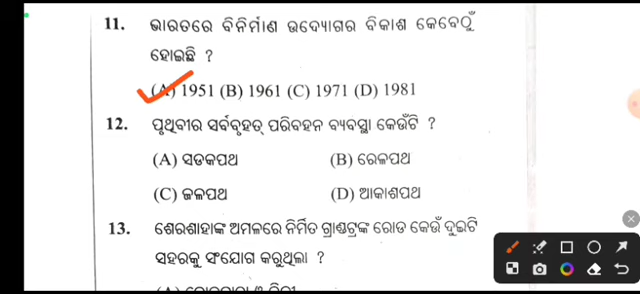 11. ଭାରତରେ ବିନିର୍ମାଣ ଉଦ୍ୟୋଗର ବିକାଶ କେବେଠୁଁ
ହୋଇଛି ?
(A) 1951 (B) 1961 (C) 1971 (D) 1981
12. ପୃଥିବୀର ସର୍ବବୃହତ୍ ପରିବହନ ବ୍ୟବସ୍ଥା କେଉଁଟି ?
(A) ସଡକପଥ (B) ରେଳପଥ
(C) ଜଳପଥ (D) ଆକାଶପଥ
13. ଶେରଶାହାଙ୍କ ଅମଳରେ ନିର୍ମିତ ଗ୍ରାଣ୍ଡଟ୍ରଙ୍କ ରୋଡ କେଉଁ ଦୁଇଟି
ସହରକୁ ସଂଯୋଗ କରୁଥିଲା ?